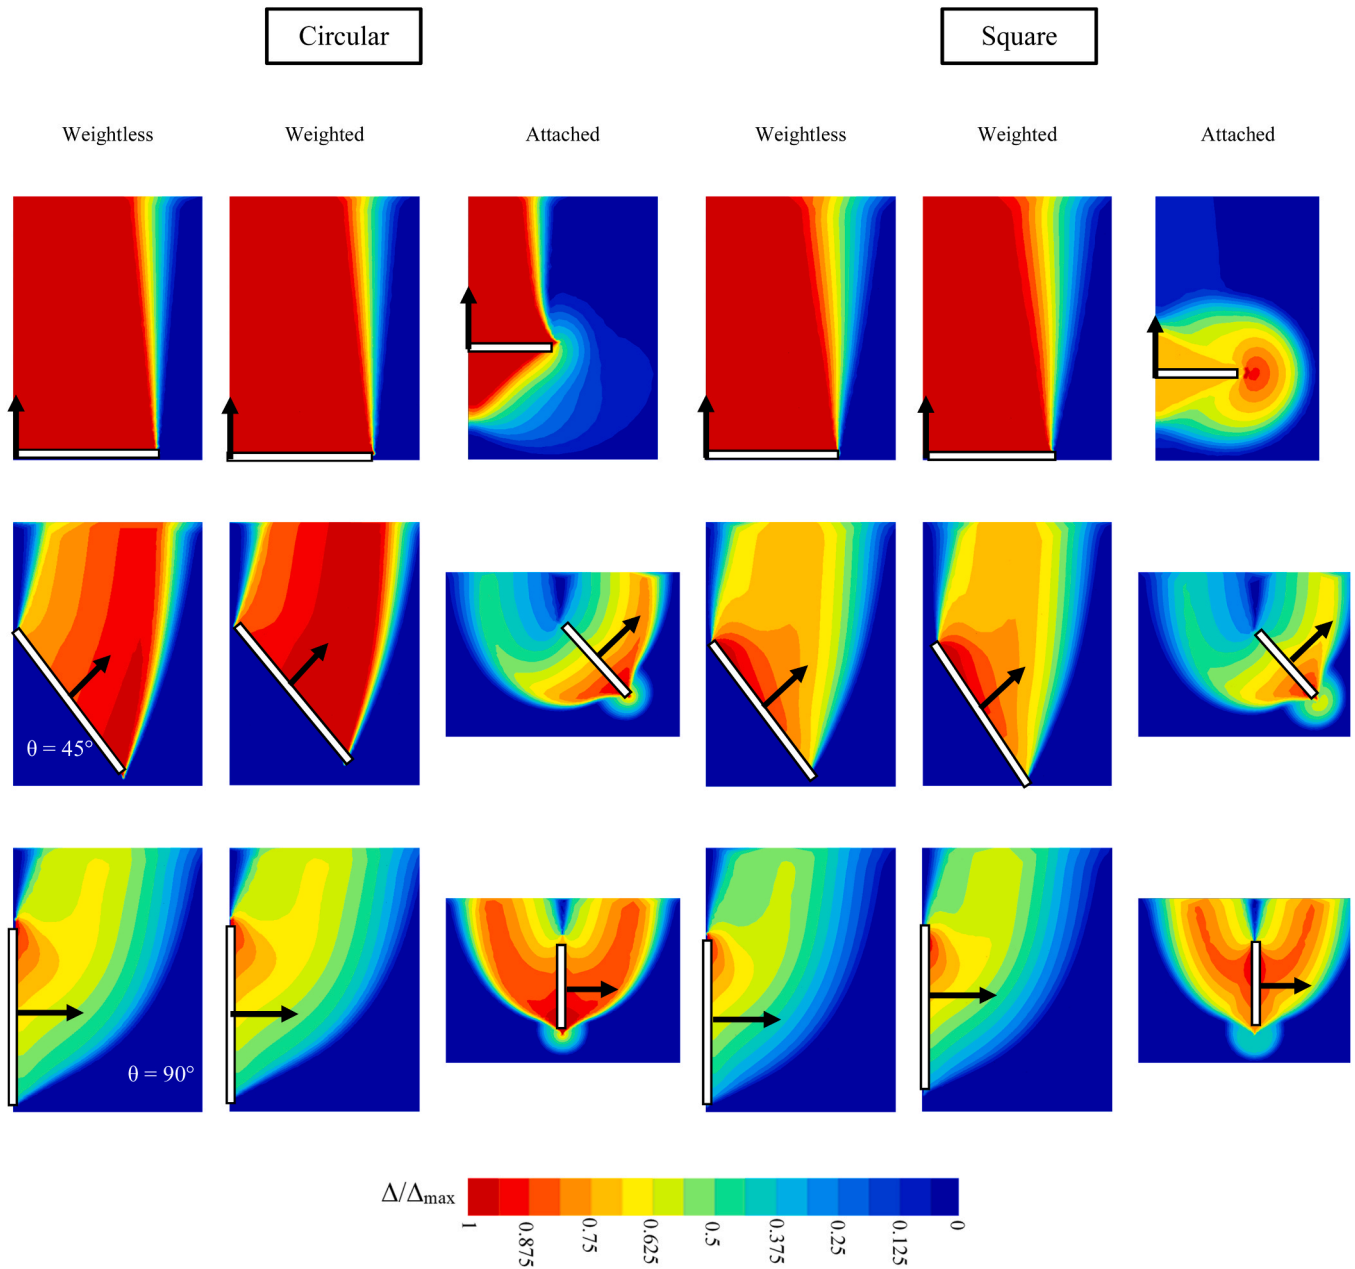 Circular Square
Weightless Weighted Attached Weightless Weighted Attached
θ = 45°
θ = 90°
Δ/Δmax
1 0.875 0.75 0.625 0.5 0.375 0.25 0.125 0